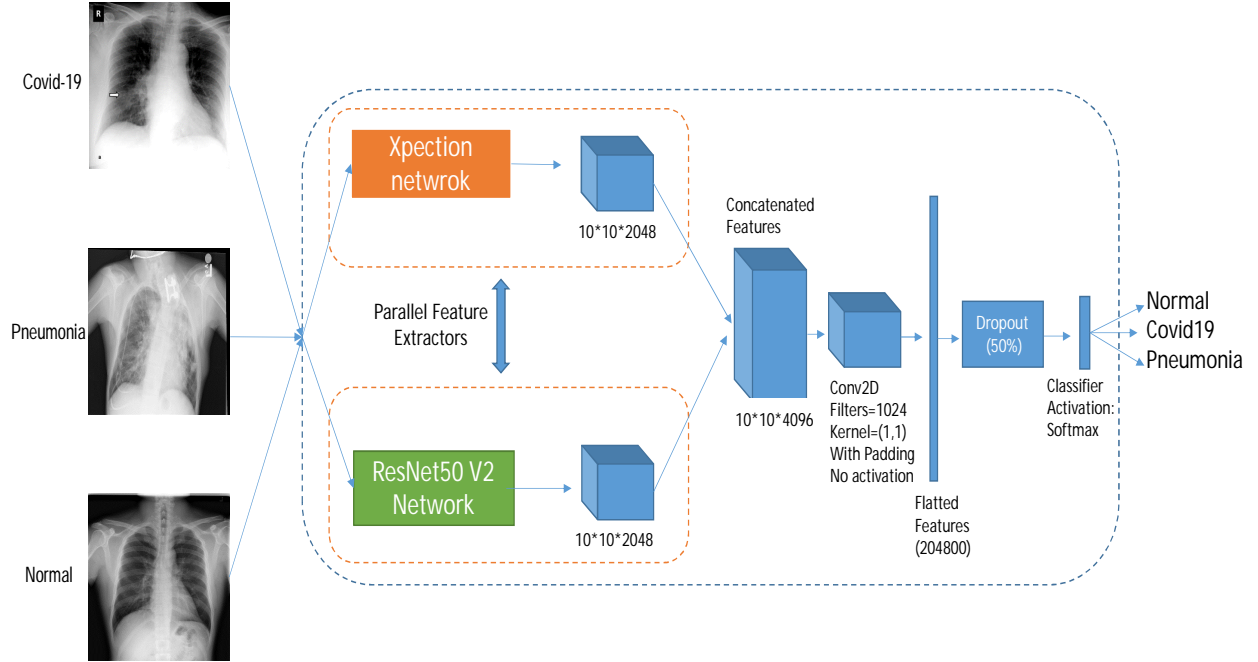 R
Covid-19
Pneumonia
Normal
Xpection
netwrok
10*10*2048
Parallel Feature
Extractors
ResNet50 V2
Network
10*10*2048
Concatenated
Features
10*10*4096
Conv2D
Filters=1024
Kernel=(1,1)
With Padding
No activation
Flatted
Features
(204800)
Dropout
(50%)
Classifier
Activation:
Softmax
Normal
Covid19
Pneumonia